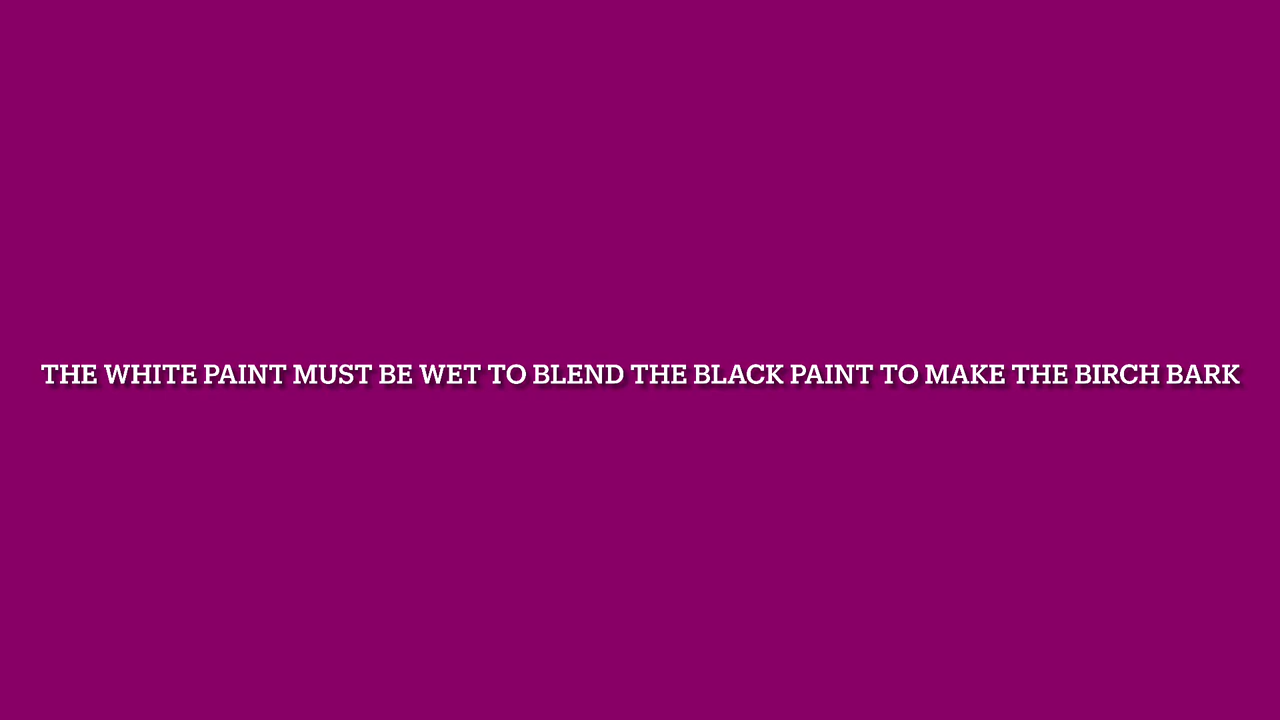 THE WHITE PAINT MUST BE WET TO BLEND THE BLACK PAINT TO MAKE THE BIRCH BARK